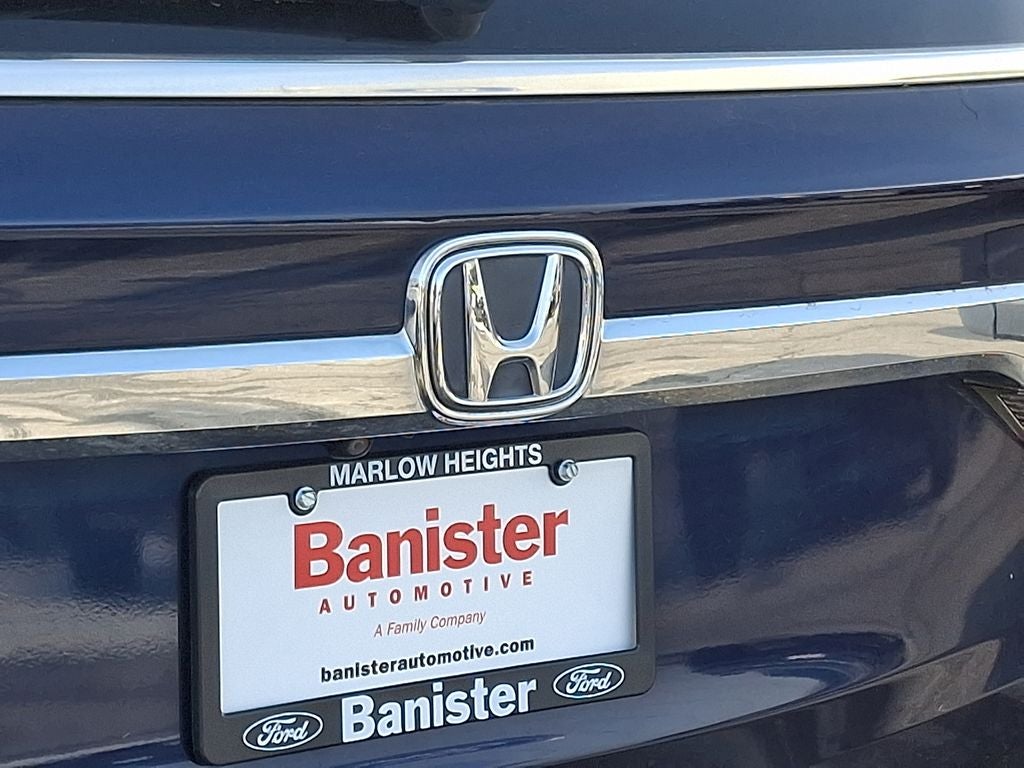 MARLOW HEIGHTS
Banister
AUTOMOTIVE
A Family Company
banisterautomotive.com
Ford Banister Ford